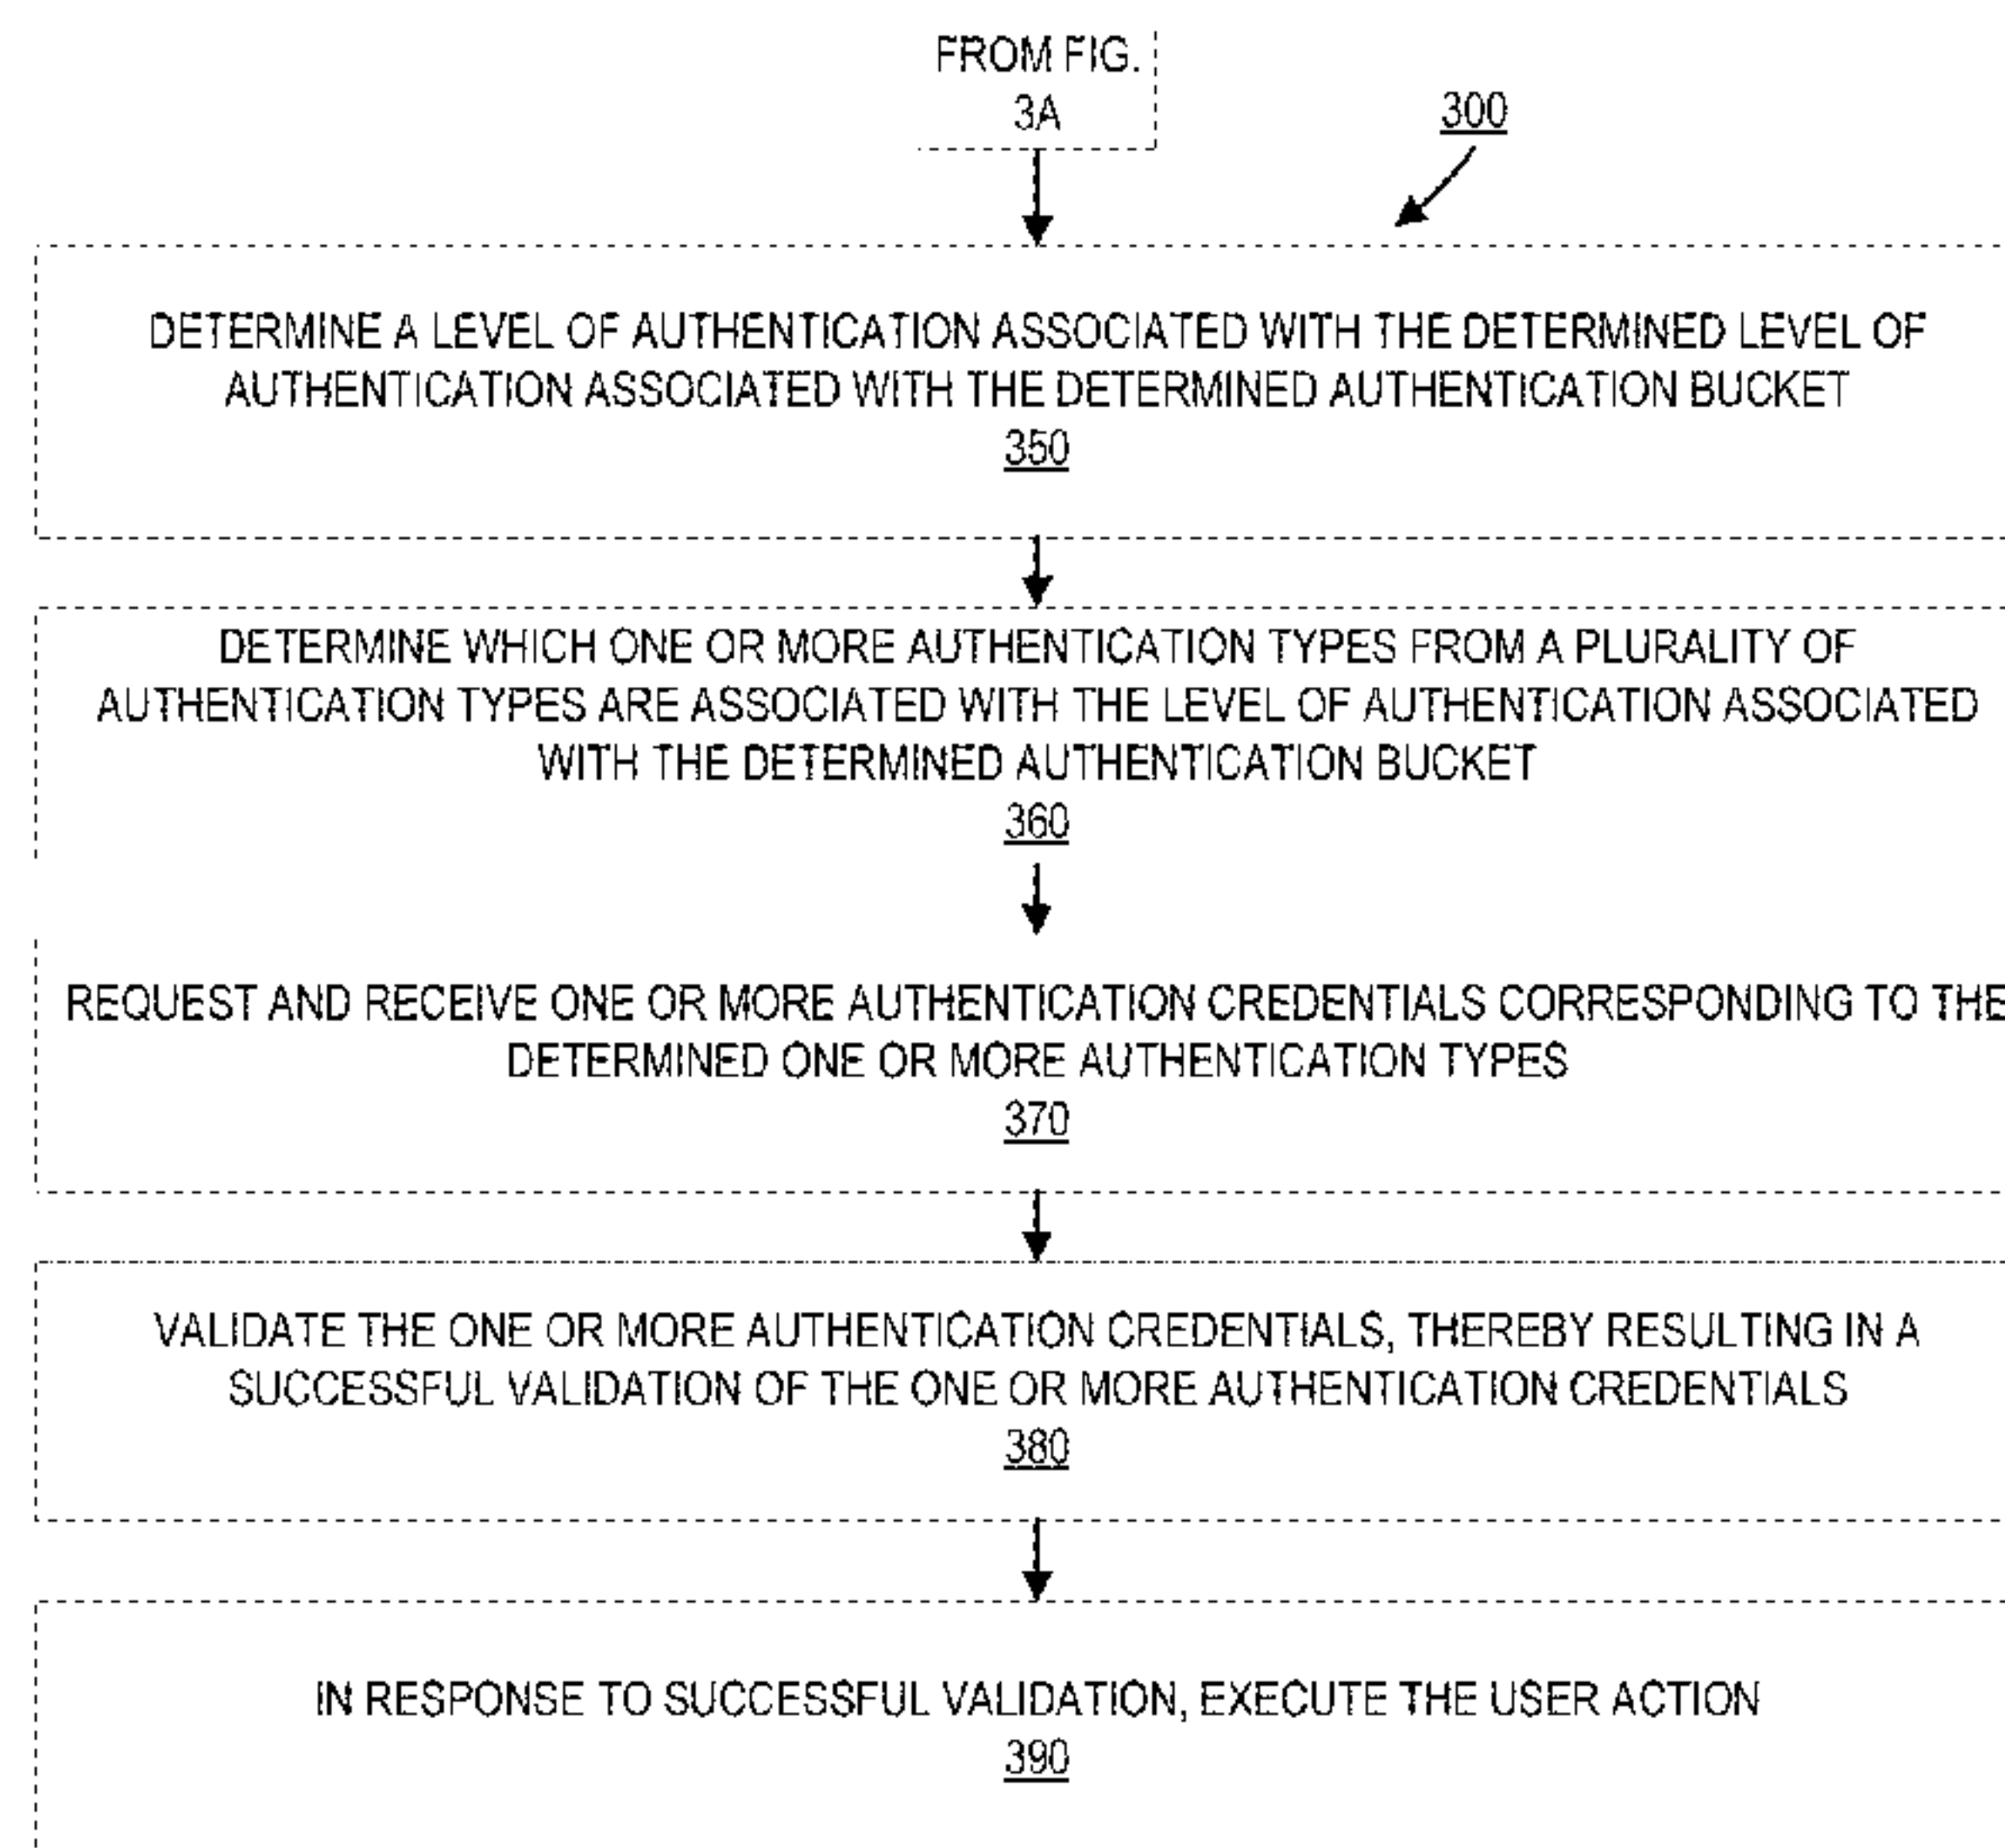 FROM FIG.
3A
300
DETERMINE A LEVEL OF AUTHENTICATION ASSOCIATED WITH THE DETERMINED LEVEL OF
AUTHENTICATION ASSOCIATED WITH THE DETERMINED AUTHENTICATION BUCKET
350
DETERMINE WHICH ONE OR MORE AUTHENTICATION TYPES FROM A PLURALITY OF
AUTHENTICATION TYPES ARE ASSOCIATED WITH THE LEVEL OF AUTHENTICATION ASSOCIATED
WITH THE DETERMINED AUTHENTICATION BUCKET
360
REQUEST AND RECEIVE ONE OR MORE AUTHENTICATION CREDENTIALS CORRESPONDING TO THE
DETERMINED ONE OR MORE AUTHENTICATION TYPES
370
VALIDATE THE ONE OR MORE AUTHENTICATION CREDENTIALS, THEREBY RESULTING IN A
SUCCESSFUL VALIDATION OF THE ONE OR MORE AUTHENTICATION CREDENTIALS
380
IN RESPONSE TO SUCCESSFUL VALIDATION, EXECUTE THE USER ACTION
390